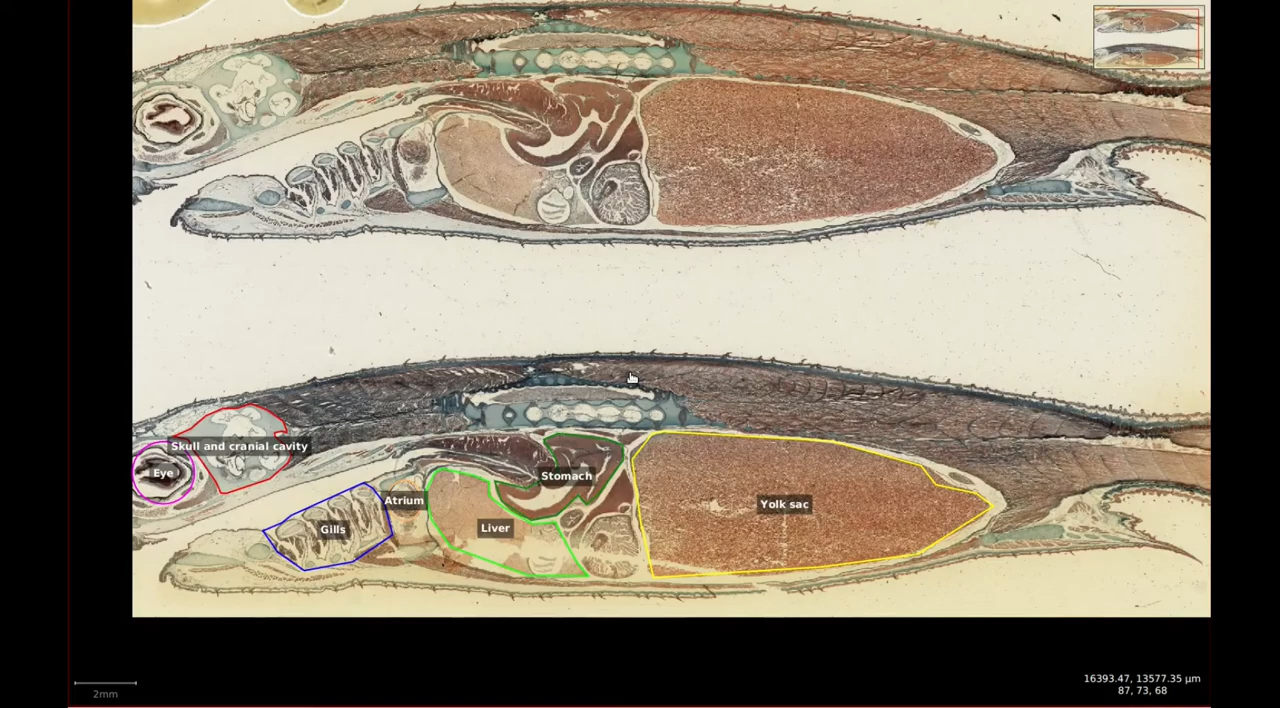 Skull and cranial cavity
Eye
Atrium
Stomach
Gills
Liver
Yolk sac
2mm
16393.47, 13577.35 µm
87, 73, 68